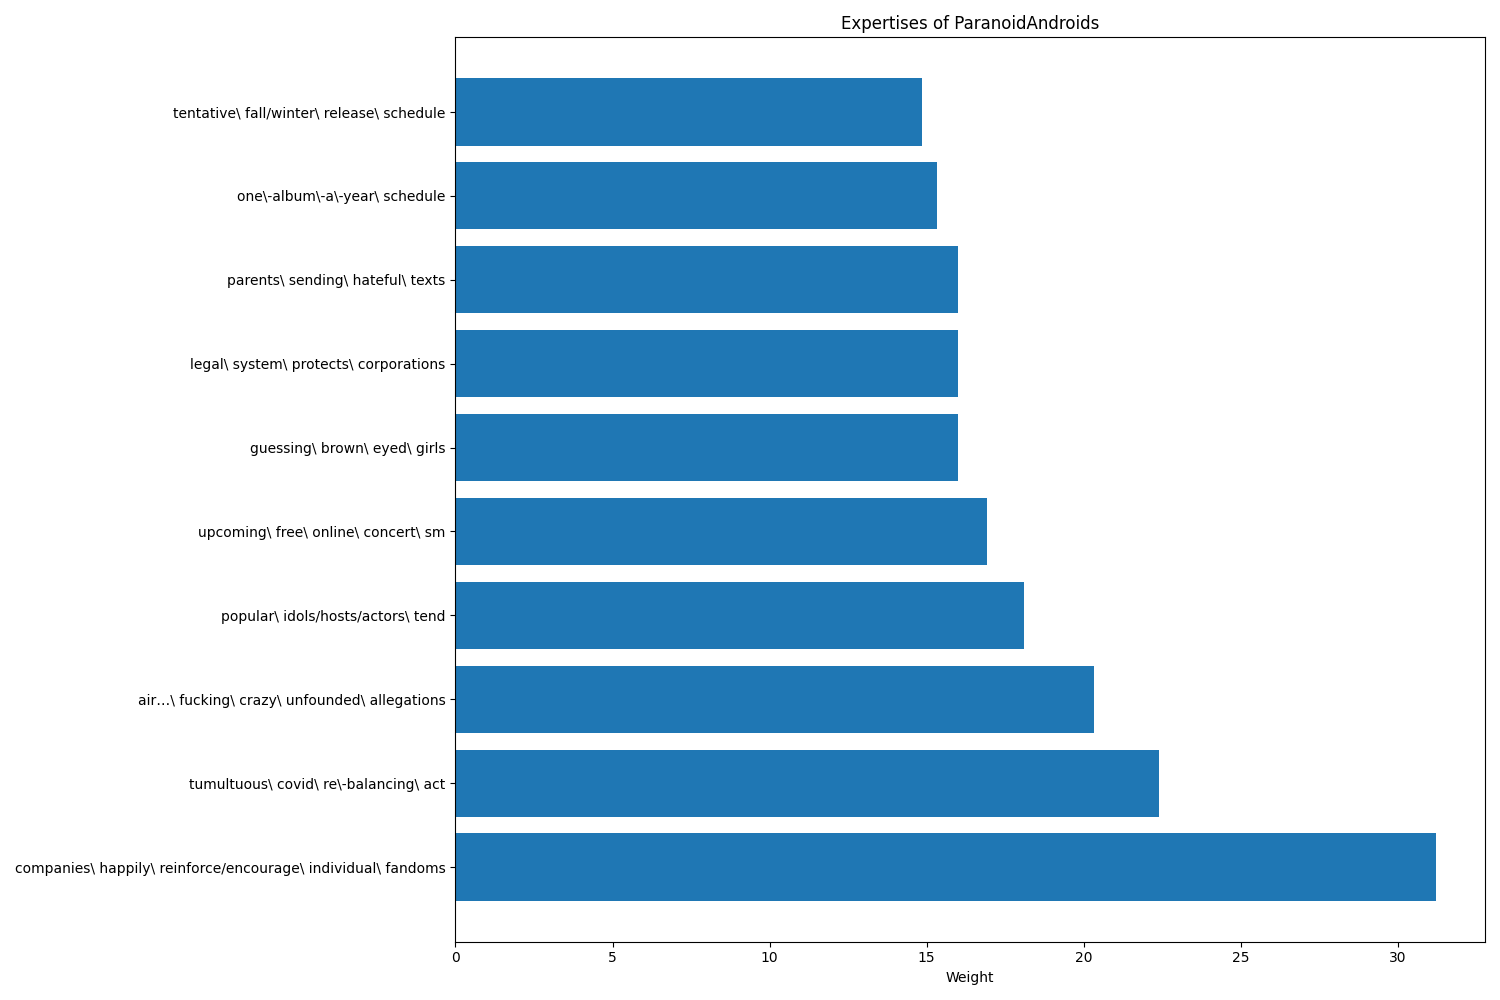 Expertises of ParanoidAndroids
tentative\ fall/winter\ release\ schedule
one\-album\-a\-year\ schedule
parents\ sending\ hateful\ texts
legal\ system\ protects\ corporations
guessing\ brown\ eyed\ girls
upcoming\ free\ online\ concert\ sm
popular\ idols/hosts/actors\ tend
air…\ fucking\ crazy\ unfounded\ allegations
tumultuous\ covid\ re\-balancing\ act
companies\ happily\ reinforce/encourage\ individual\ fandoms
0 5 10 15 20 25 30
Weight